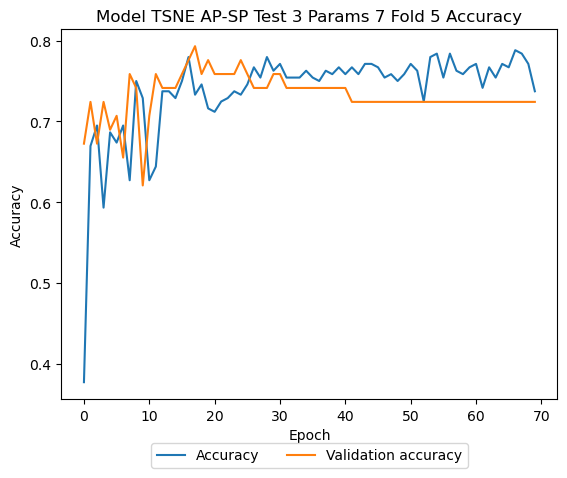 Model TSNE AP-SP Test 3 Params 7 Fold 5 Accuracy
0.8
0.7
0.6
0.5
0.4
Accuracy
0 10 20 30 40 50 60 70
Epoch
Accuracy Validation accuracy